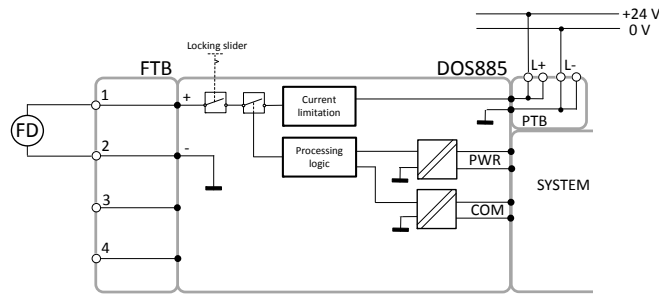 +24 V
0 V
Locking slider
FTB
DOS885
L+
L-
1
+
Current
limitation
PTB
FD
2
-
Processing
logic
PWR
SYSTEM
3
COM
4